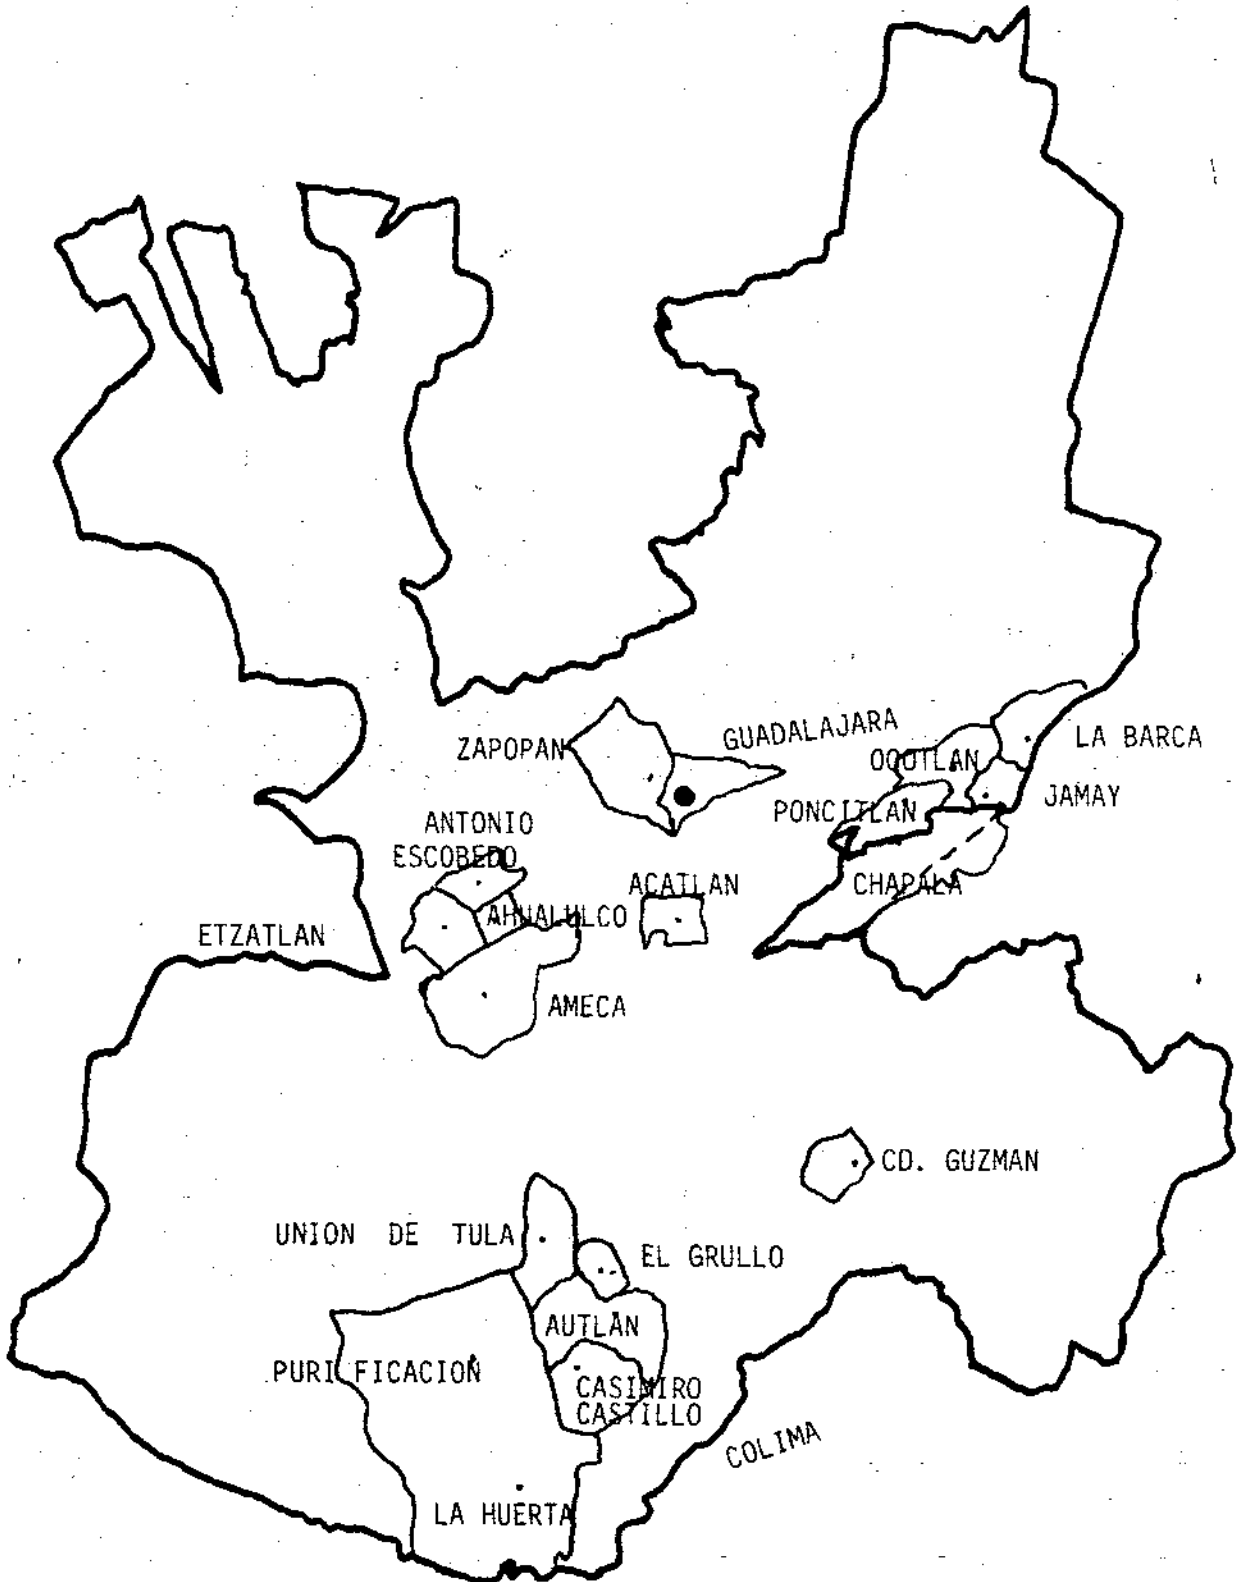 ZAPOPAN
GUADALAJARA
OCOTLAN
LA BARCA
PONCITLAN
JAMAY
ANTONIO
ESCOBEDO
ACATLAN
CHAPALA
AHUALULCO
ETZATLAN
AMECA
CD. GUZMAN
UNION DE TULA
EL GRULLO
AUTLAN
PURIFICACION
CASIMIRO
CASTILLO
COLIMA
LA HUERTA